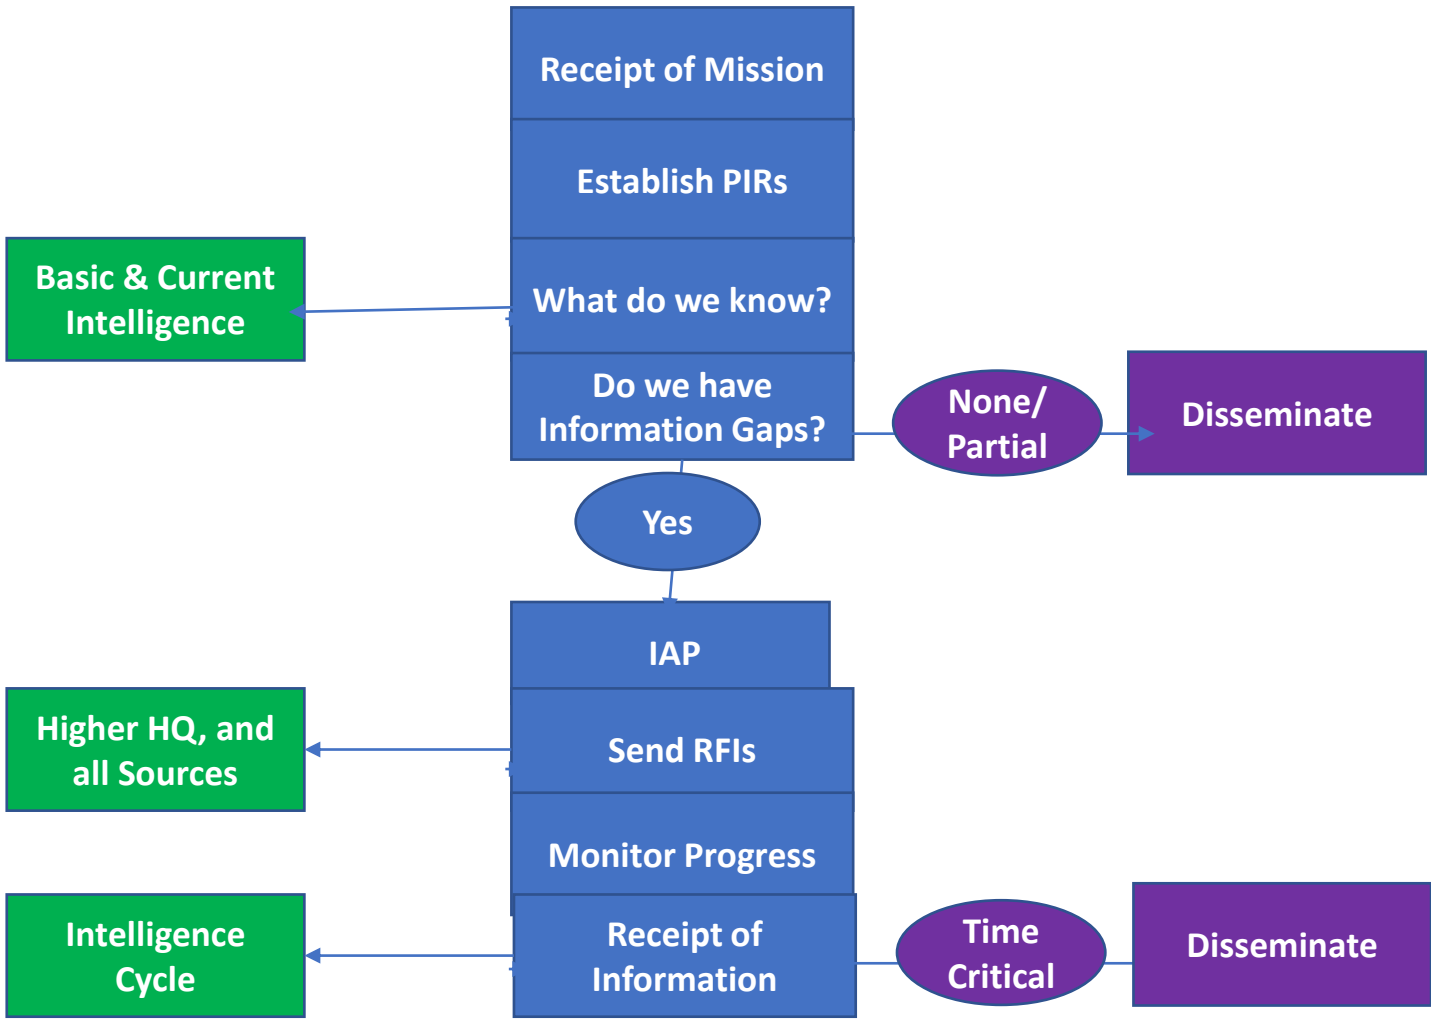 Receipt of Mission
Establish PIRs
Basic & Current
Intelligence
What do we know?
Do we have
Information Gaps?
None/
Partial
Disseminate
Yes
IAP
Higher HQ, and
all Sources
Send RFIs
Monitor Progress
Intelligence
Cycle
Receipt of
Information
Time
Critical
Disseminate